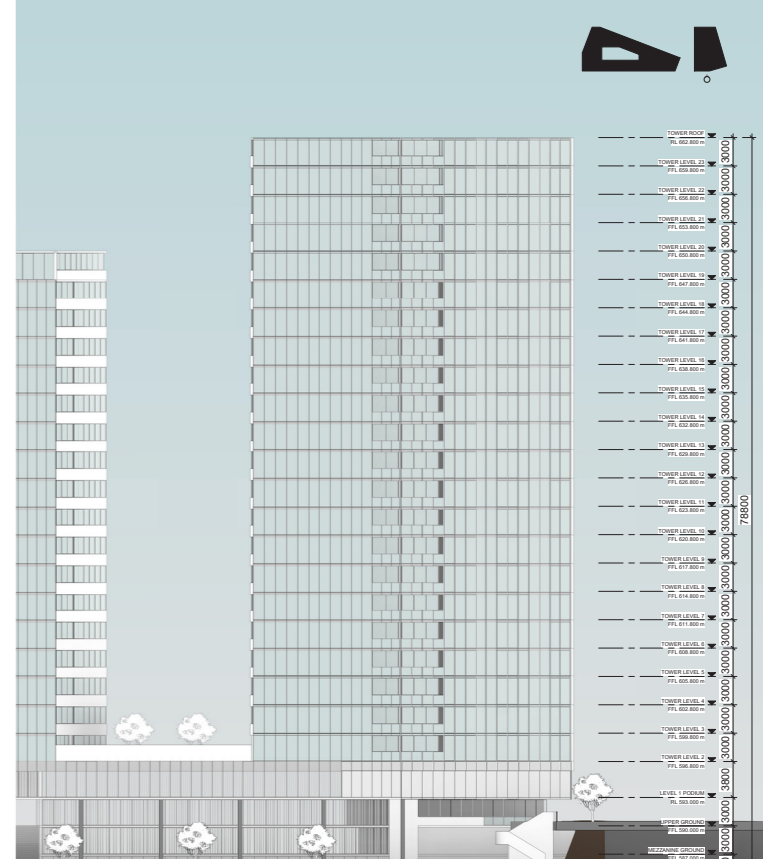 TOWER ROOF
RL 662.800 m
3000
TOWER LEVEL 23
FFL 659.800 m
3000
TOWER LEVEL 22
FFL 656.800 m
3000
TOWER LEVEL 21
FFL 653.800 m
3000
TOWER LEVEL 20
FFL 650.800 m
3000
TOWER LEVEL 19
FFL 647.800 m
3000
TOWER LEVEL 18
FFL 644.800 m
3000
TOWER LEVEL 17
FFL 641.800 m
3000
TOWER LEVEL 16
FFL 638.800 m
3000
TOWER LEVEL 15
FFL 635.800 m
3000
TOWER LEVEL 14
FFL 632.800 m
3000
TOWER LEVEL 13
FFL 629.800 m
3000
TOWER LEVEL 12
FFL 626.800 m
3000
TOWER LEVEL 11
FFL 623.800 m
3000
78800
TOWER LEVEL 10
FFL 620.800 m
3000
TOWER LEVEL 9
FFL 617.800 m
3000
TOWER LEVEL 8
FFL 614.800 m
3000
TOWER LEVEL 7
FFL 611.800 m
3000
TOWER LEVEL 6
FFL 608.800 m
3000
TOWER LEVEL 5
FFL 605.800 m
3000
TOWER LEVEL 4
FFL 602.800 m
3000
TOWER LEVEL 3
FFL 599.800 m
3000
TOWER LEVEL 2
FFL 596.800 m
3800
LEVEL 1 PODIUM
RL 593.000 m
3000
UPPER GROUND
FFL 590.000 m
3000
MEZZANINE GROUND
FFL 587.000 m